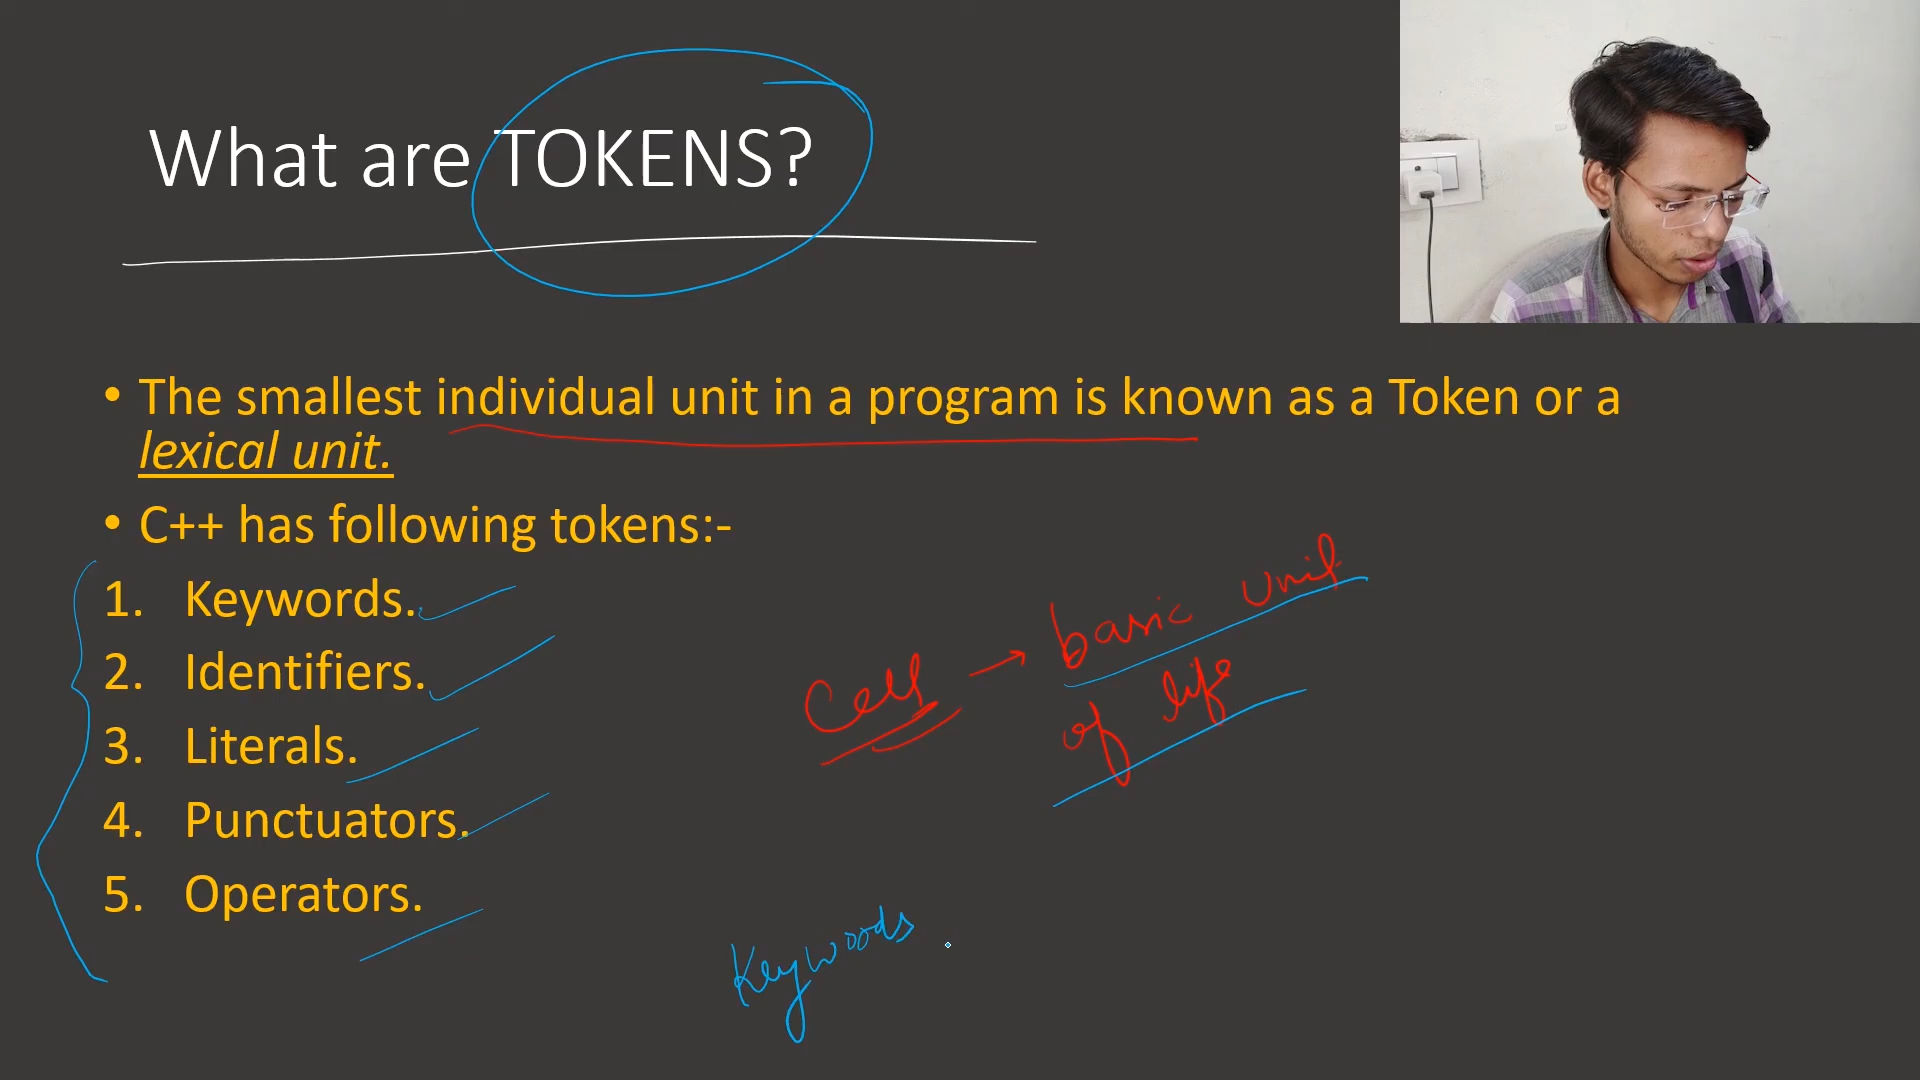 What are TOKENS?
• The smallest individual unit in a program is known as a Token or a
lexical unit.
• C++ has following tokens:-
1. Keywords.
2. Identifiers.
3. Literals.
4. Punctuators.
5. Operators.
Cell → basic unit
of life
Keywords